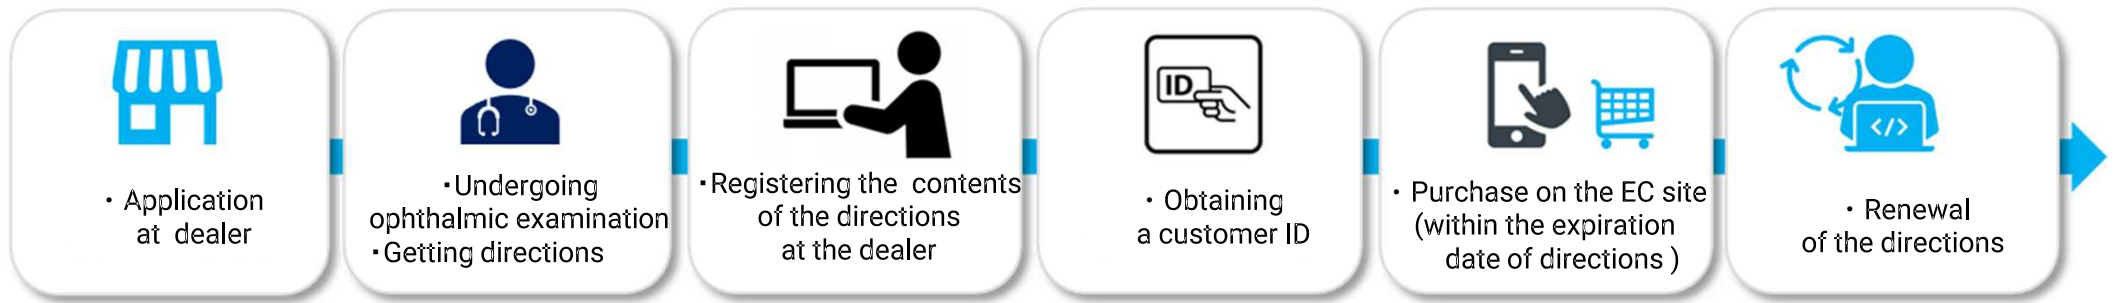 ・ Application
at dealer
・Undergoing
ophthalmic examination
・Getting directions
・Registering the contents
of the directions
at the dealer
ID
・ Obtaining
a customer ID
・ Purchase on the EC site
(within the expiration
date of directions )
</>
・ Renewal
of the directions